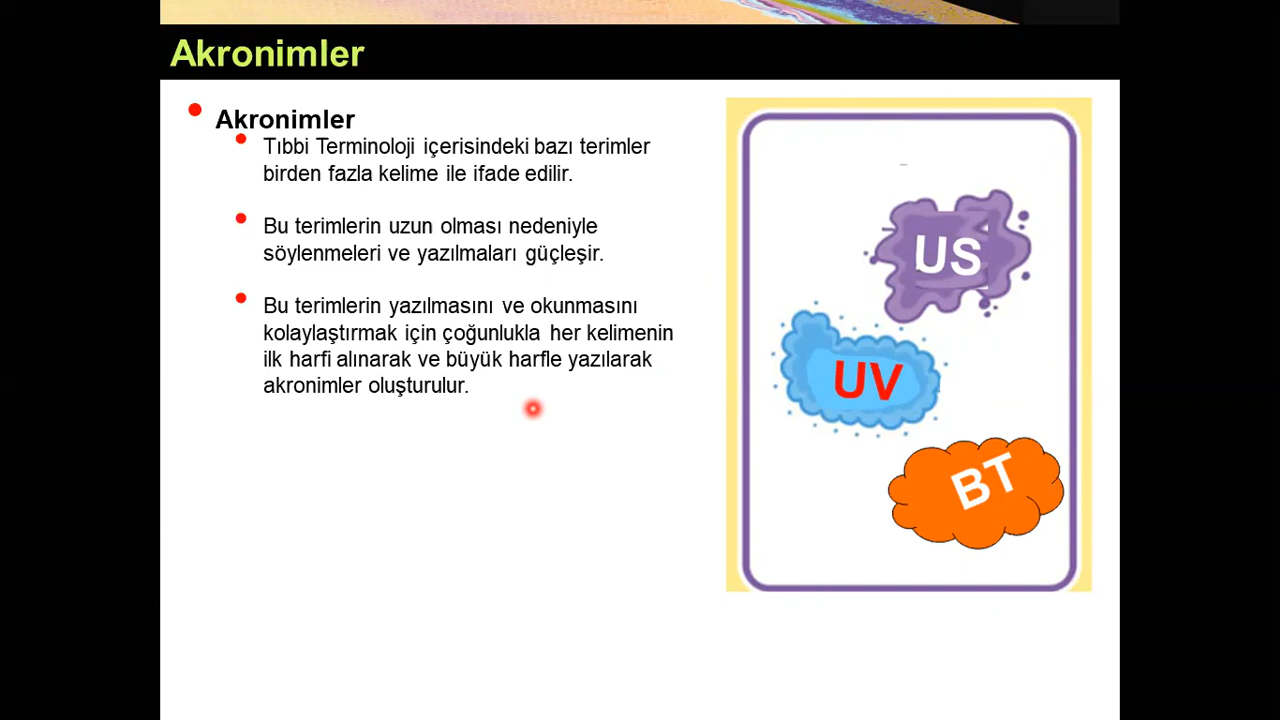 Akronimler
Akronimler
Tıbbi Terminoloji içerisindeki bazı terimler
birden fazla kelime ile ifade edilir.
Bu terimlerin uzun olması nedeniyle
söylenmeleri ve yazılmaları güçleşir.
Bu terimlerin yazılmasını ve okunmasını
kolaylaştırmak için çoğunlukla her kelimenin
ilk harfi alınarak ve büyük harfle yazılarak
akronimler oluşturulur.
US
UV
BT